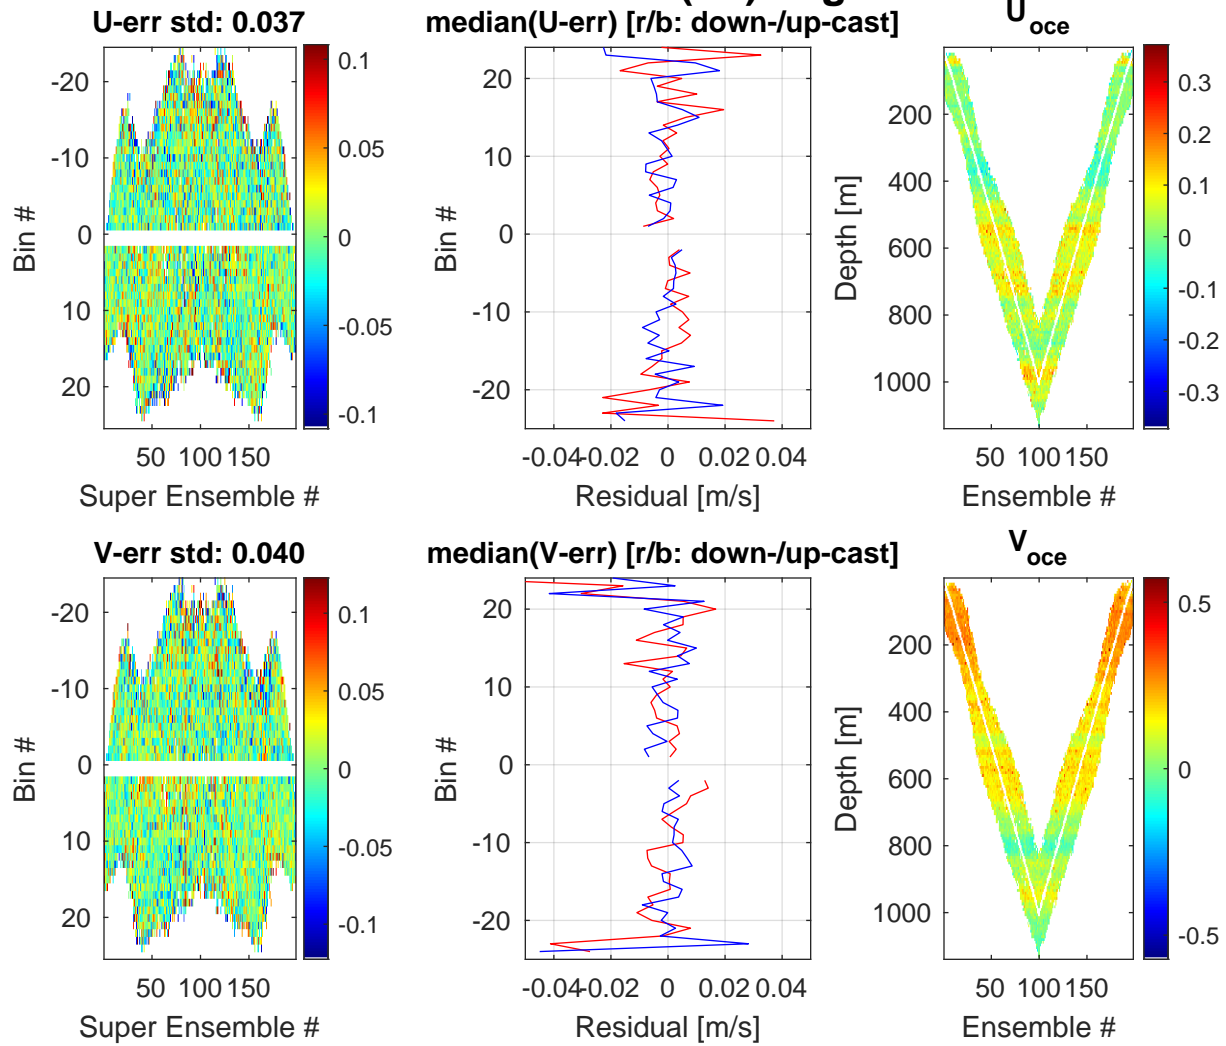 U-err std: 0.037
median(U-err) [r/b: down-/up-cast]
U_oce
-20
-10
0
10
20
Bin #
50 100 150
Super Ensemble #
0.1
0.05
0
-0.05
-0.1
20
10
0
-10
-20
Bin #
-0.04 -0.02 0 0.02 0.04
Residual [m/s]
200
400
600
800
1000
Depth [m]
50 100 150
Ensemble #
0.3
0.2
0.1
0
-0.1
-0.2
-0.3
V-err std: 0.040
median(V-err) [r/b: down-/up-cast]
V_oce
-20
-10
0
10
20
Bin #
50 100 150
Super Ensemble #
0.1
0.05
0
-0.05
-0.1
20
10
0
-10
-20
Bin #
-0.04 -0.02 0 0.02 0.04
Residual [m/s]
200
400
600
800
1000
Depth [m]
50 100 150
Ensemble #
0.5
0
-0.5